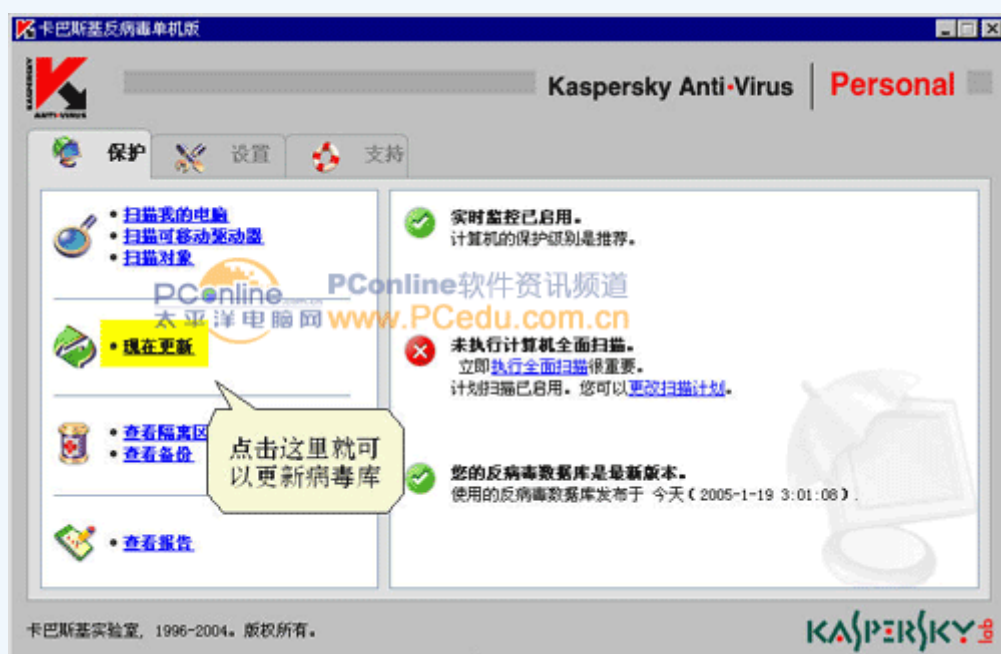 卡巴斯基反病毒单机版
KASPERSKY
ANTI-VIRUS
Kaspersky Anti-Virus Personal
保护 设置 支持
扫描我的电脑
扫描可移动驱动器
扫描对象
现在更新
查看隔离区
查看备份
查看报告
点击这里就可
以更新病毒库
实时监控已启用。
计算机的保护级别是推荐。
未执行计算机全面扫描。
立即执行全面扫描很重要。
计划扫描已启用。您可以更改扫描计划。
您的反病毒数据库是最新版本。
使用的反病毒数据库发布于 今天(2005-1-19 3:01:08).
PConline
太平洋电脑网
PConline软件资讯频道
www.PCedu.com.cn
卡巴斯基实验室, 1996-2004。版权所有。
KASPERSKY lab